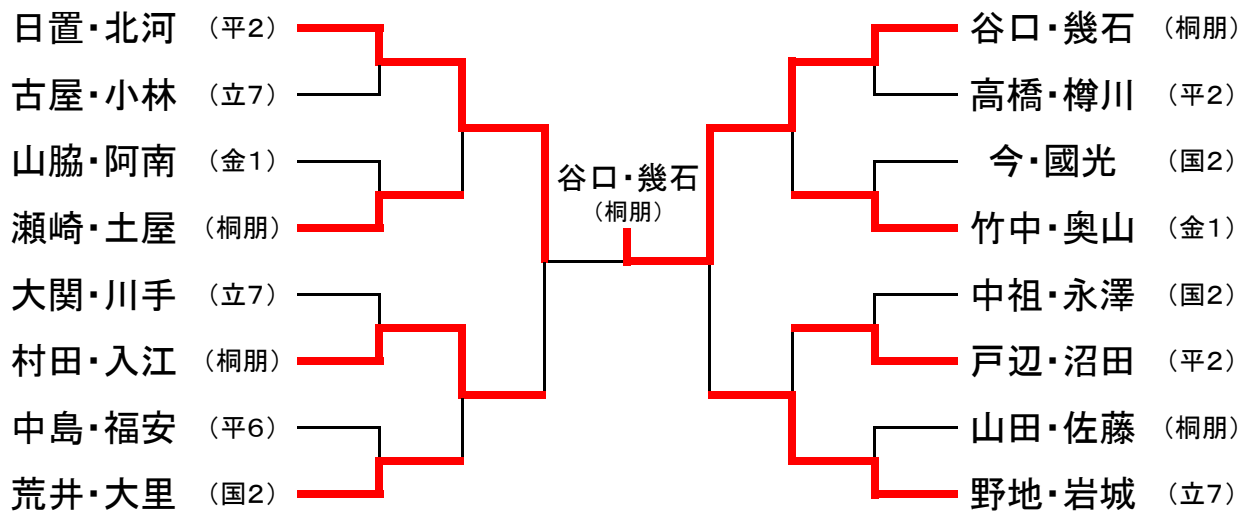 日置・北河 （平2）
古屋・小林 （立7）
山脇・阿南 （金1）
瀬崎・土屋 （桐朋）
大関・川手 （立7）
村田・入江 （桐朋）
中島・福安 （平6）
荒井・大里 （国2）
谷口・幾石
（桐朋）
谷口・幾石 （桐朋）
高橋・樽川 （平2）
今・國光 （国2）
竹中・奥山 （金1）
中祖・永澤 （国2）
戸辺・沼田 （平2）
山田・佐藤 （桐朋）
野地・岩城 （立7）